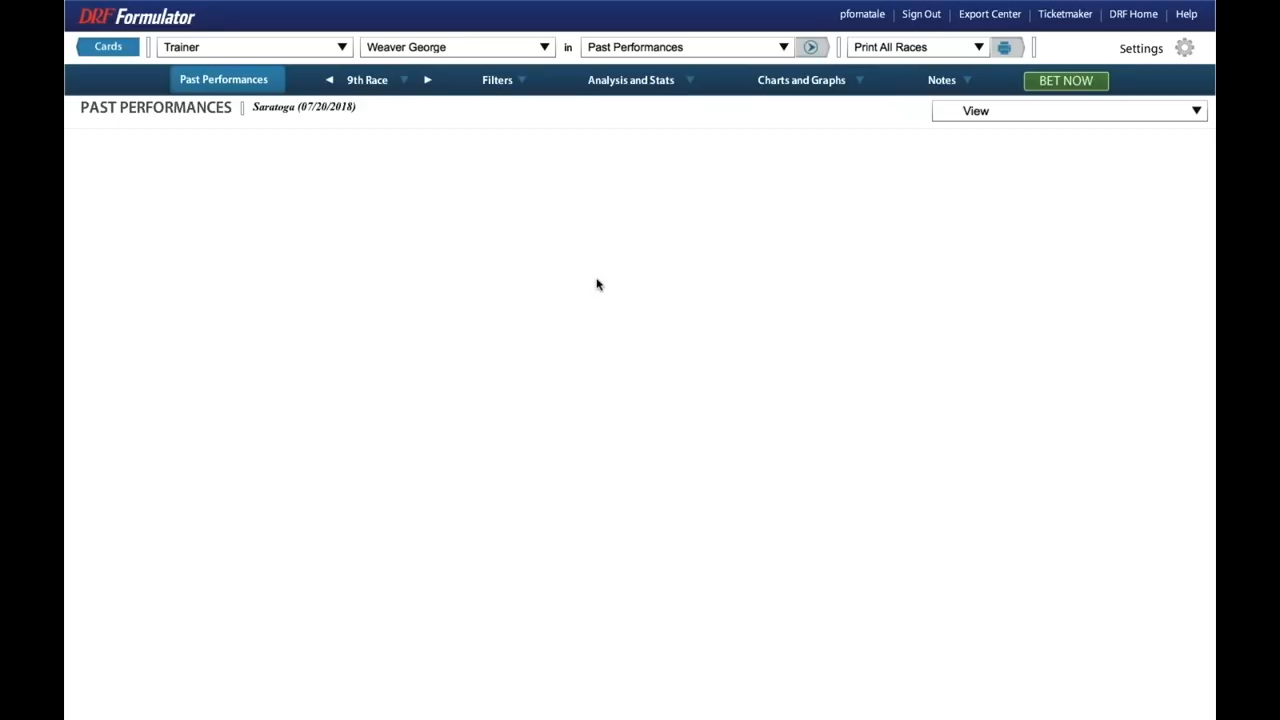 DRF Formulator
pfornatale | Sign Out | Export Center | Ticketmaker | DRF Home | Help
Cards Trainer Weaver George in Past Performances Print All Races Settings
Past Performances 9th Race Filters Analysis and Stats Charts and Graphs Notes BET NOW
PAST PERFORMANCES Saratoga (07/20/2018) View